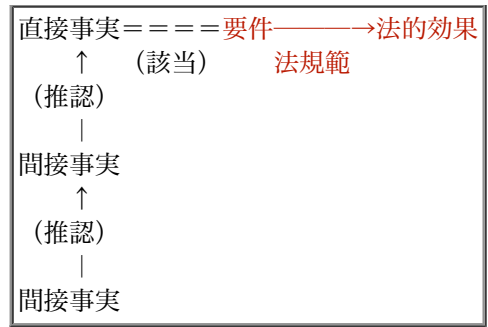 直接事実====要件―――→法的効果
↑ (該当) 法規範
(推認)
|
間接事実
↑
(推認)
|
間接事実